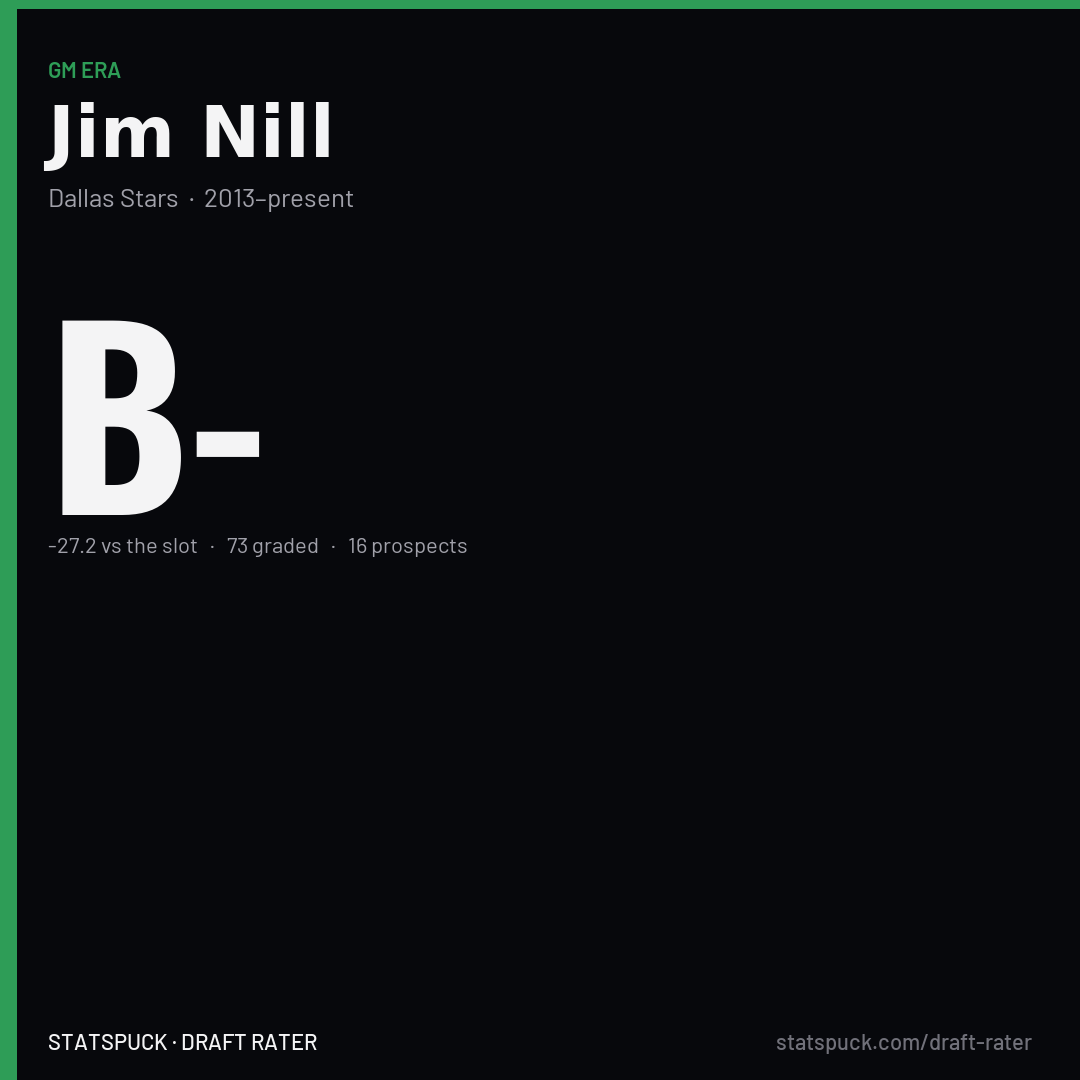 GM ERA
Jim Nill
Dallas Stars · 2013–present
B-
-27.2 vs the slot · 73 graded · 16 prospects
STATSPUCK · DRAFT RATER
statspuck.com/draft-rater